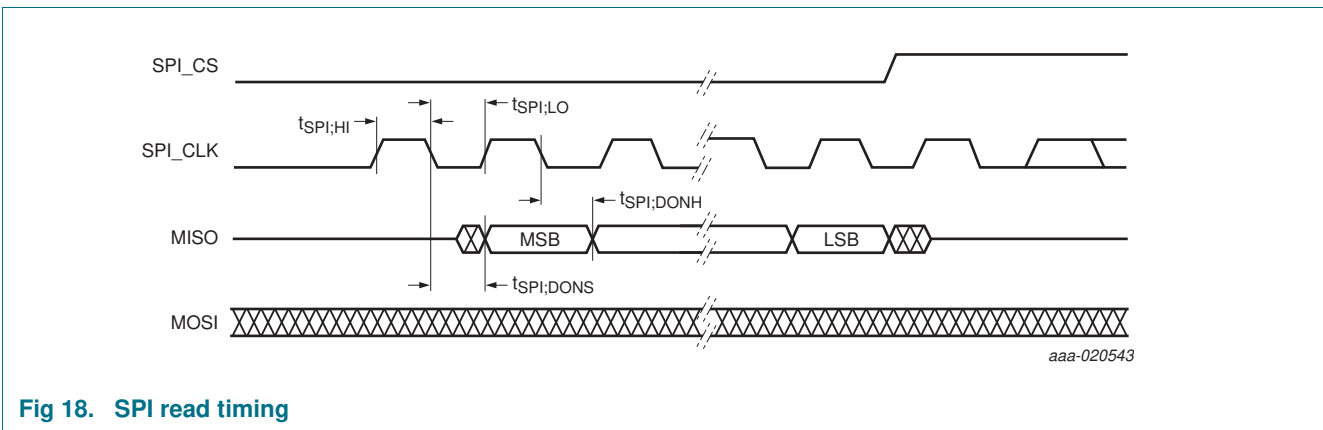 SPI_CS
tSPI;LO
tSPI;HI
SPI_CLK
tSPI;DONH
MISO
MSB
LSB
tSPI;DONS
MOSI
aaa-020543
Fig 18. SPI read timing